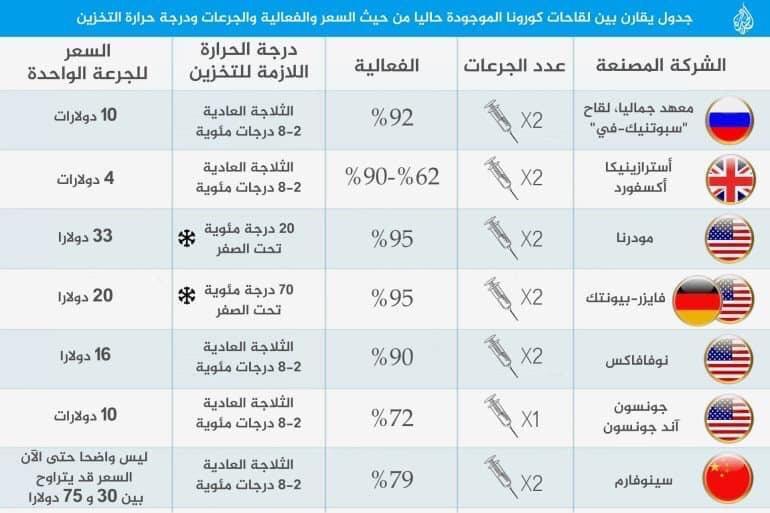 جدول يقارن بين لقاحات كورونا الموجودة حاليا من حيث السعر والفعالية والجرعات ودرجة حرارة التخزين
الشركة المصنعة
عدد الجرعات
الفعالية
درجة الحرارة
اللازمة للتخزين
السعر
للجرعة الواحدة
معهد جماليا، لقاح
"سبوتنيك-في"
X2
%92
الثلاجة العادية
2-8 درجات مئوية
10 دولارات
أسترازينيكا
أكسفورد
X2
%90-%62
الثلاجة العادية
2-8 درجات مئوية
4 دولارات
مودرنا
X2
%95
20 درجة مئوية
تحت الصفر
33 دولارا
فايزر-بيونتك
X2
%95
70 درجة مئوية
تحت الصفر
20 دولارا
نوفافاكس
X2
%90
الثلاجة العادية
2-8 درجات مئوية
16 دولارا
جونسون
آند جونسون
X1
%72
الثلاجة العادية
2-8 درجات مئوية
10 دولارات
سينوفارم
X2
%79
الثلاجة العادية
2-8 درجات مئوية
ليس واضحا حتى الآن
السعر قد يتراوح
بين 30 و 75 دولارا